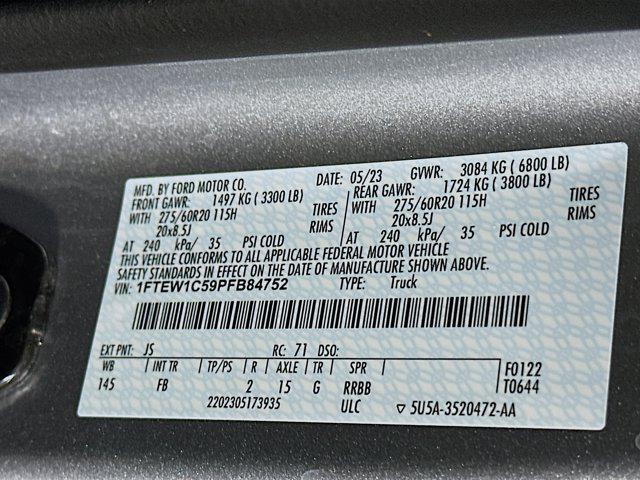 MFD. BY FORD MOTOR CO. DATE: 05/23 GVWR: 3084 KG ( 6800 LB)
FRONT GAWR: 1497 KG ( 3300 LB) REAR GAWR: 1724 KG ( 3800 LB)
WITH 275/60R20 115H TIRES WITH 275/60R20 115H TIRES
20x8.5J RIMS 20x8.5J RIMS
AT 240 kPa/ 35 PSI COLD AT 240 kPa/ 35 PSI COLD
THIS VEHICLE CONFORMS TO ALL APPLICABLE FEDERAL MOTOR VEHICLE
SAFETY STANDARDS IN EFFECT ON THE DATE OF MANUFACTURE SHOWN ABOVE.
VIN: 1FTEW1C59PFB84752 TYPE: Truck
EXT PNT: JS RC: 71 DSO:
WB INT TR TP/PS R AXLE TR SPR F0122
145 FB 2 15 G RRBB T0644
2202305173935 ULC ▽ 5U5A-3520472-AA